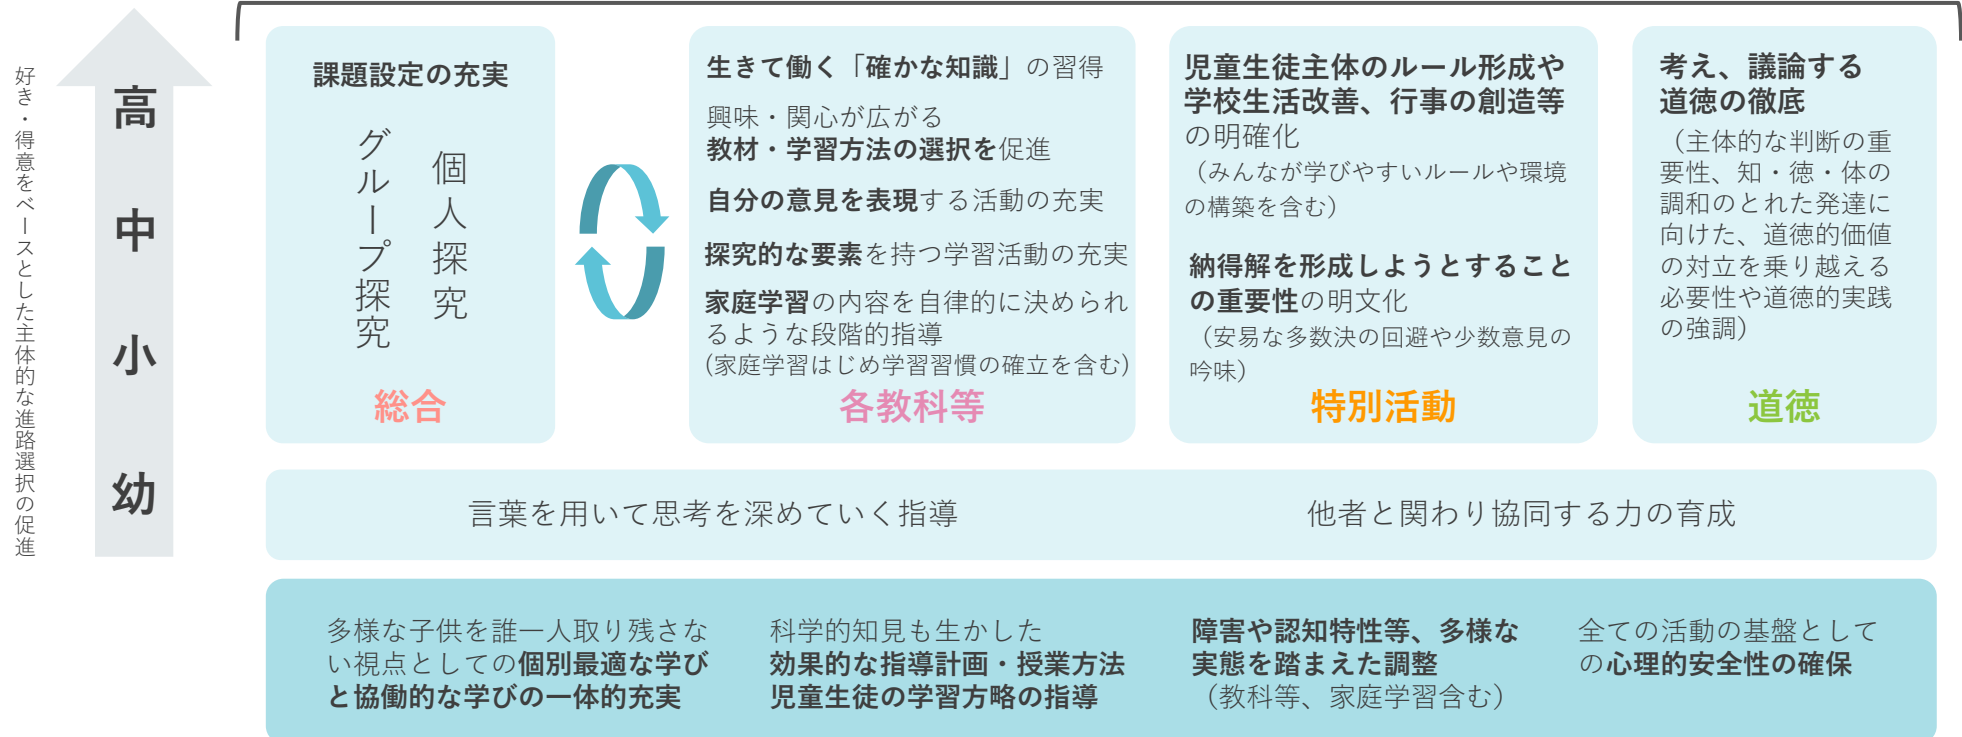 好き・得意をベースとした主体的な進路選択の促進
高
中
小
幼
課題設定の充実
個人探究
グループ探究
総合
生きて働く「確かな知識」の習得
興味・関心が広がる
教材・学習方法の選択を促進
自分の意見を表現する活動の充実
探究的な要素を持つ学習活動の充実
家庭学習の内容を自律的に決められ
るような段階的指導
(家庭学習はじめ学習習慣の確立を含む)
各教科等
児童生徒主体のルール形成や
学校生活改善、行事の創造等
の明確化
（みんなが学びやすいルールや環境
の構築を含む）
納得解を形成しようとすること
の重要性の明文化
（安易な多数決の回避や少数意見の
吟味）
特別活動
考え、議論する
道徳の徹底
（主体的な判断の重
要性、知・徳・体の
調和のとれた発達に
向けた、道徳的価値
の対立を乗り越える
必要性や道徳的実践
の強調）
道徳
言葉を用いて思考を深めていく指導
他者と関わり協同する力の育成
多様な子供を誰一人取り残さな
い視点としての個別最適な学び
と協働的な学びの一体的充実
科学的知見も生かした
効果的な指導計画・授業方法
児童生徒の学習方略の指導
障害や認知特性等、多様な
実態を踏まえた調整
（教科等、家庭学習含む）
全ての活動の基盤として
の心理的安全性の確保